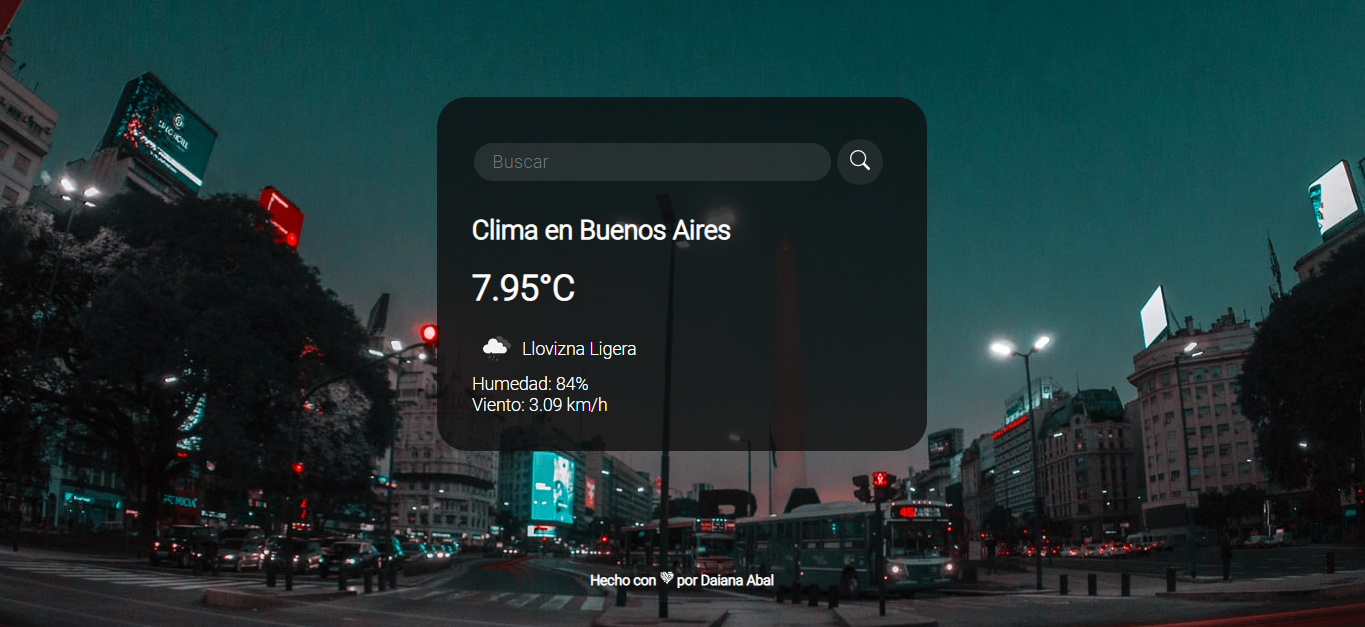 Buscar
Clima en Buenos Aires
7.95°C
Llovizna Ligera
Humedad: 84%
Viento: 3.09 km/h
Hecho con 💖 por Daiana Abal